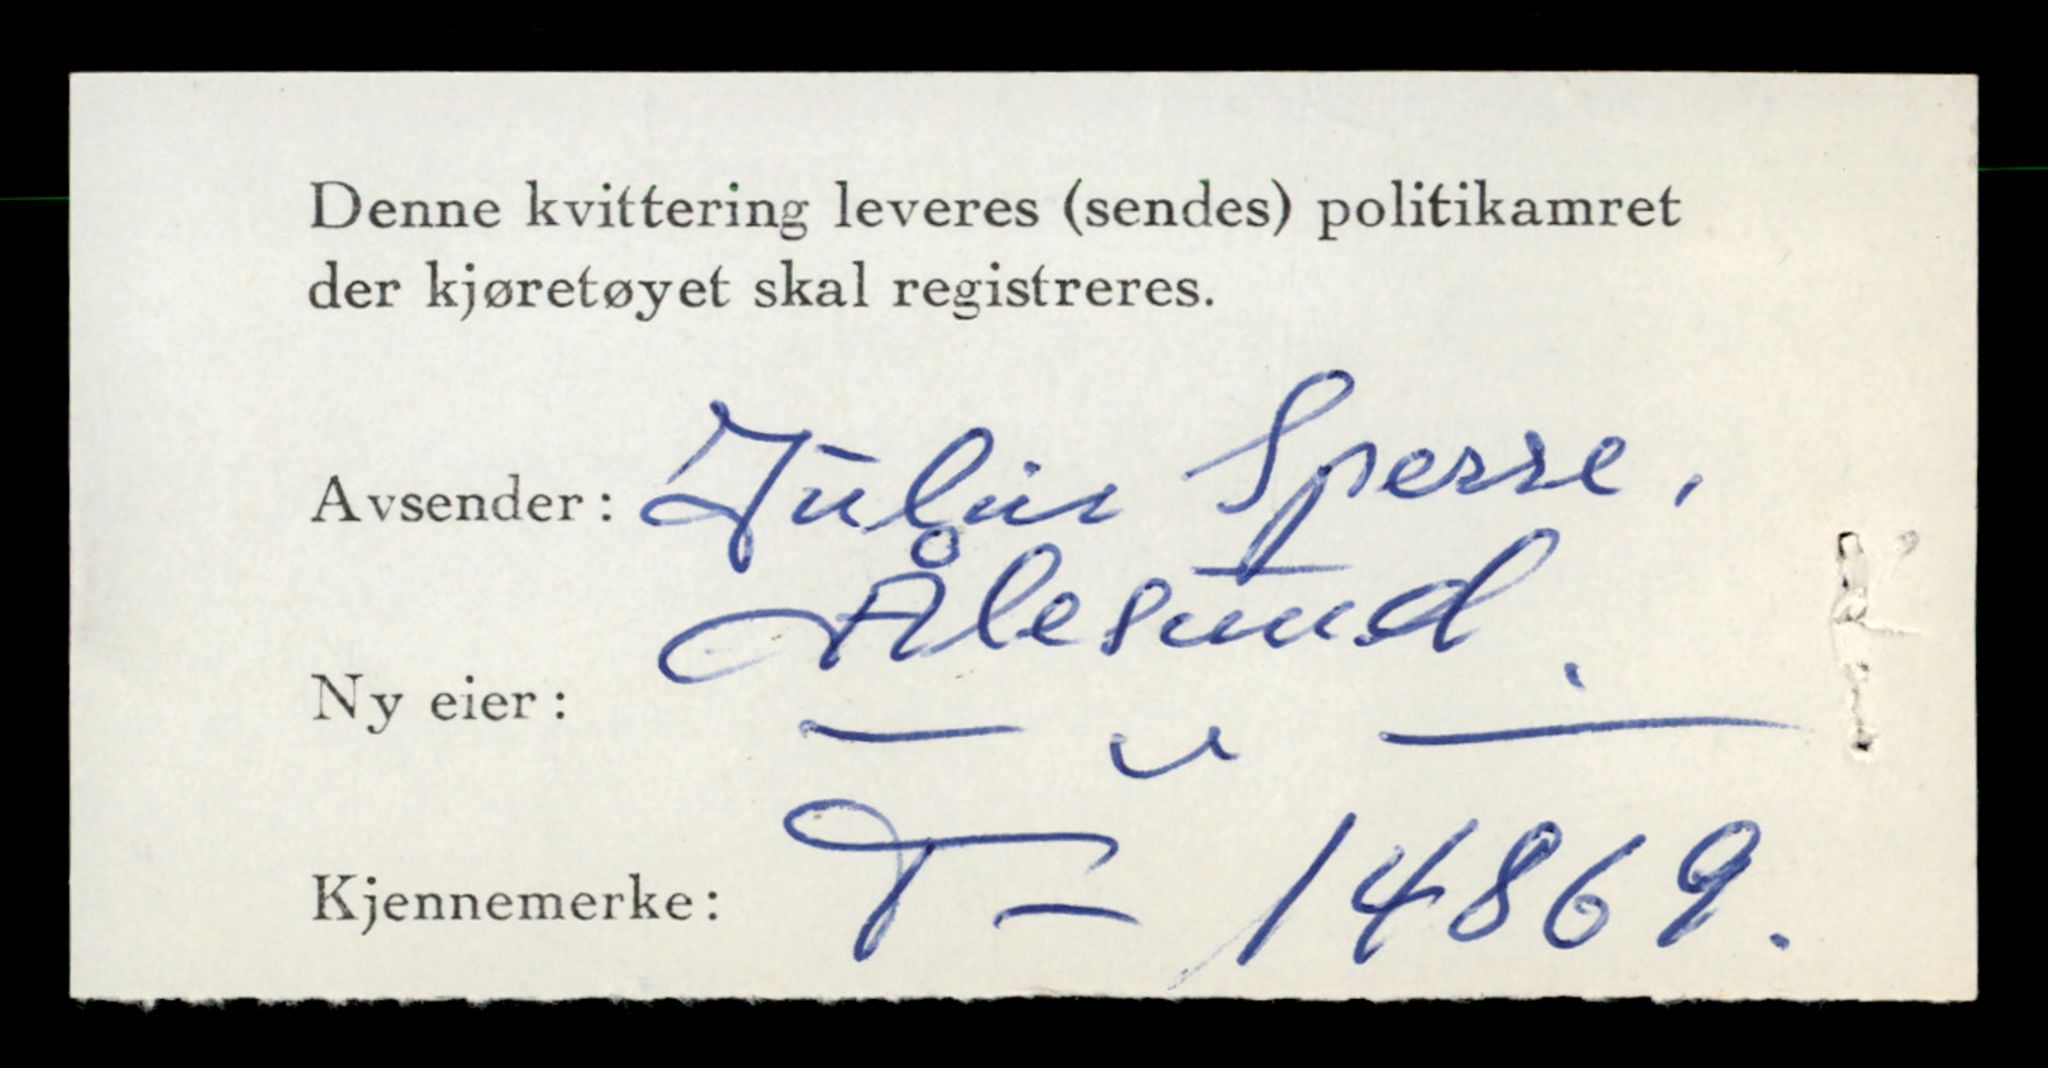 Denne kvittering leveres (sendes) politikamret
der kjøretøyet skal registreres.
Avsender: Julius Sperre,
Ålesund.
Ny eier: — " —
Kjennemerke: T - 14869.